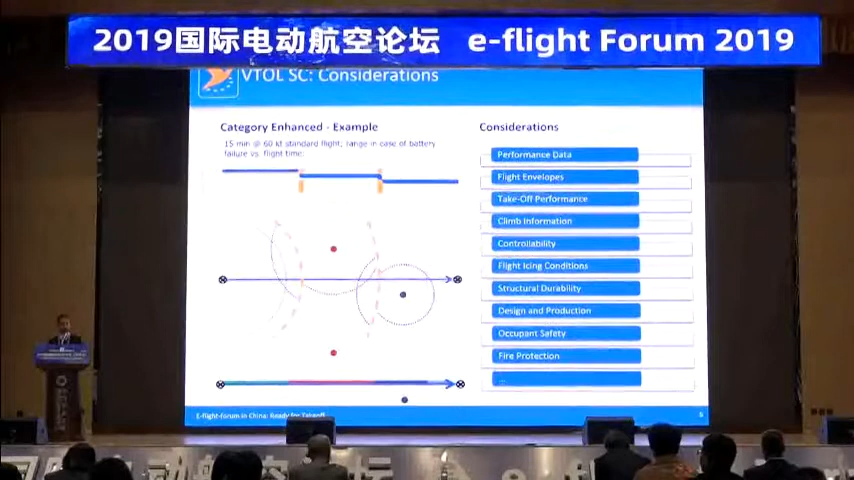 2019国际电动航空论坛 e-flight Forum 2019
VTOL SC: Considerations
Category Enhanced - Example
15 min @ 60 kt standard flight; range in case of battery
failure vs. flight time:
Considerations
Performance Data
Flight Envelopes
Take-Off Performance
Climb Information
Controllability
Flight Icing Conditions
Structural Durability
Design and Production
Occupant Safety
Fire Protection
...
E-flight-forum in China: Ready for Takeoff!